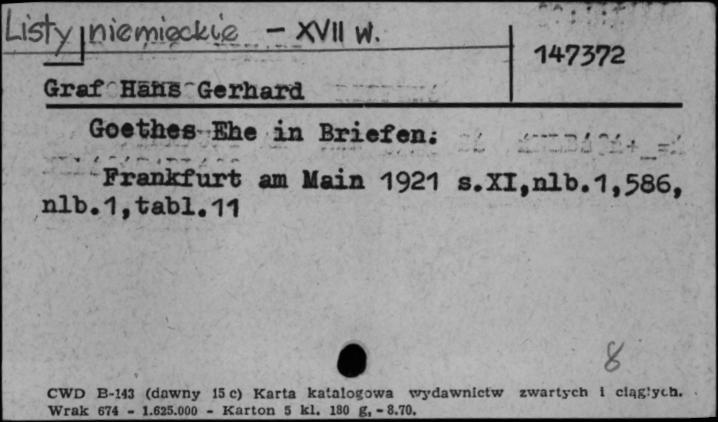 Listy niemieckie - XVII w.
147372
Graf Hans Gerhard
Goethes Ehe in Briefen.
Frankfurt am Main 1921 s.XI,nlb.1,586,
nlb.1,tabl.11
8
CWD B-143 (dawny 15 c) Karta katalogowa wydawnictw zwartych i ciągłych.
Wrak 674 - 1.625.000 - Karton 5 kl. 180 g, - 8.70.